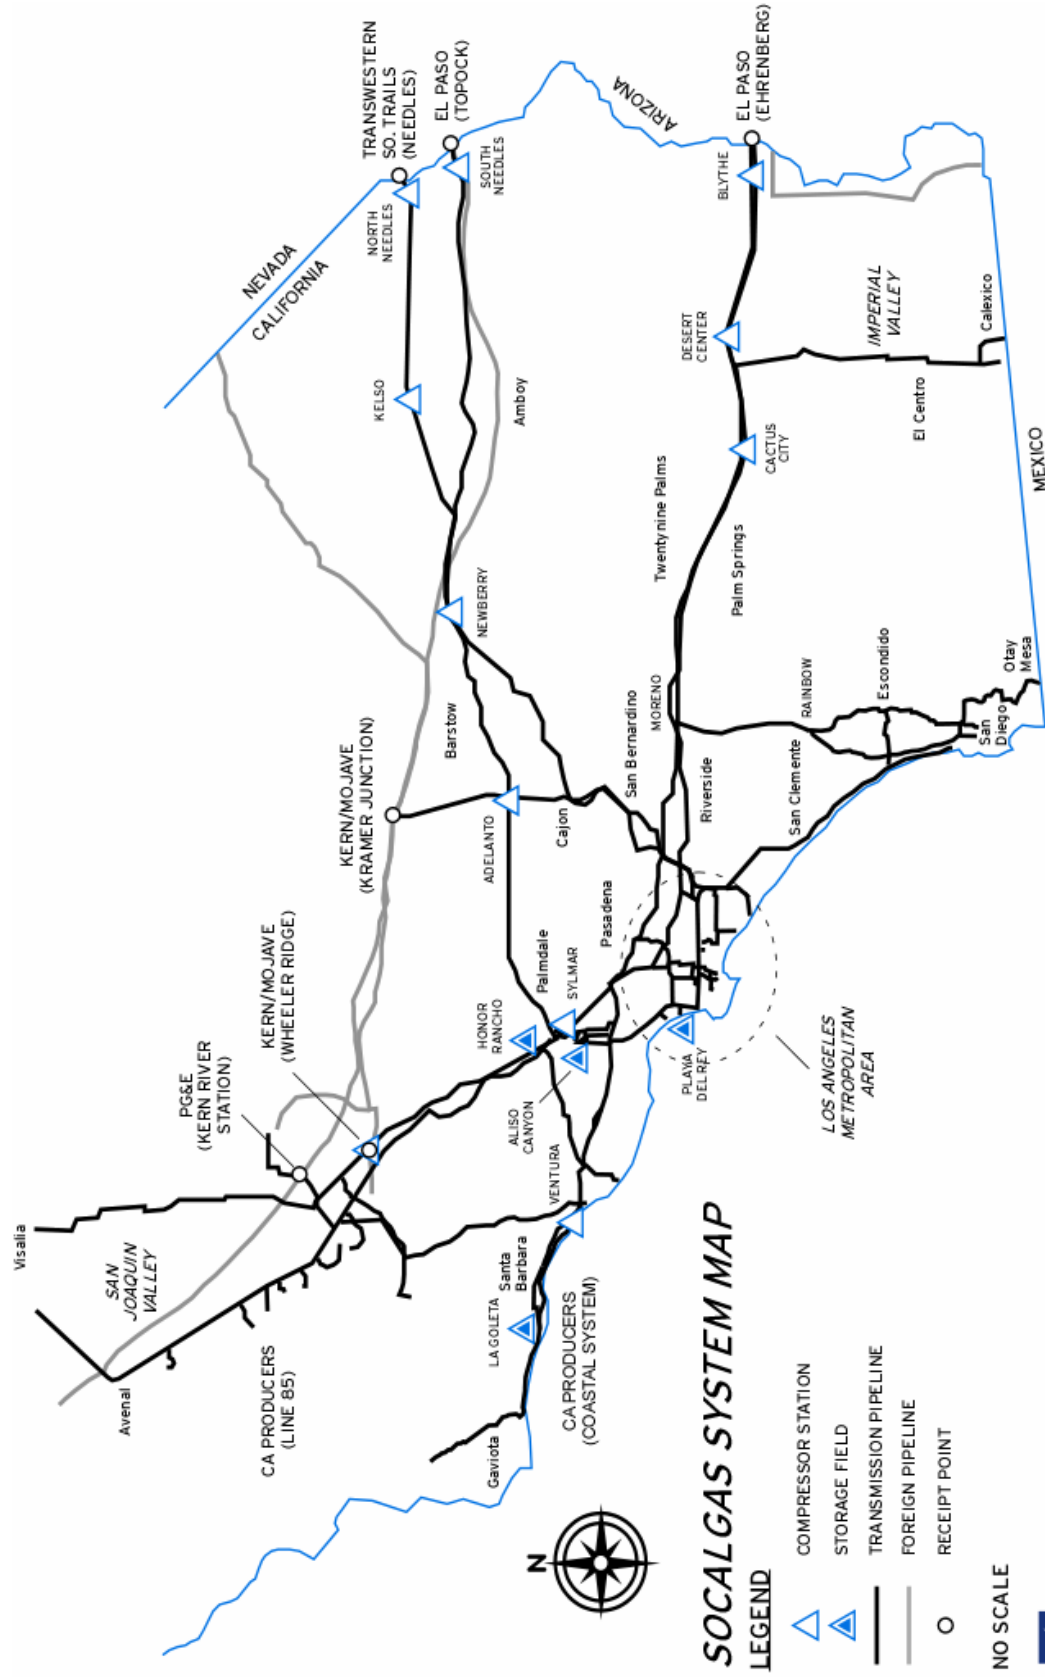 Visalia
SAN
JOAQUIN
VALLEY
Avenal
CA PRODUCERS
(LINE 85)
PG&E
(KERN RIVER
STATION)
KERN/MOJAVE
(WHEELER RIDGE)
KERN/MOJAVE
(KRAMER JUNCTION)
NEVADA
CALIFORNIA
TRANSWESTERN
SO. TRAILS
(NEEDLES)
EL PASO
(TOPOCK)
NORTH
NEEDLES
SOUTH
NEEDLES
KELSO
Amboy
NEWBERRY
Barstow
ADELANTO
Cajon
HONOR
RANCHO
Palmdale
SYLMAR
Pasadena
ALISO
CANYON
VENTURA
Santa
Barbara
LA GOLETA
Gaviota
CA PRODUCERS
(COASTAL SYSTEM)
PLAYA
DEL REY
LOS ANGELES
METROPOLITAN
AREA
San Bernardino
MORENO
Riverside
San Clemente
RAINBOW
Escondido
San
Diego
Otay
Mesa
Twentynine Palms
Palm Springs
CACTUS
CITY
DESERT
CENTER
BLYTHE
EL PASO
(EHRENBERG)
ARIZONA
IMPERIAL
VALLEY
El Centro
Calexico
MEXICO
N
SOCALGAS SYSTEM MAP
LEGEND
COMPRESSOR STATION
STORAGE FIELD
TRANSMISSION PIPELINE
FOREIGN PIPELINE
RECEIPT POINT
NO SCALE